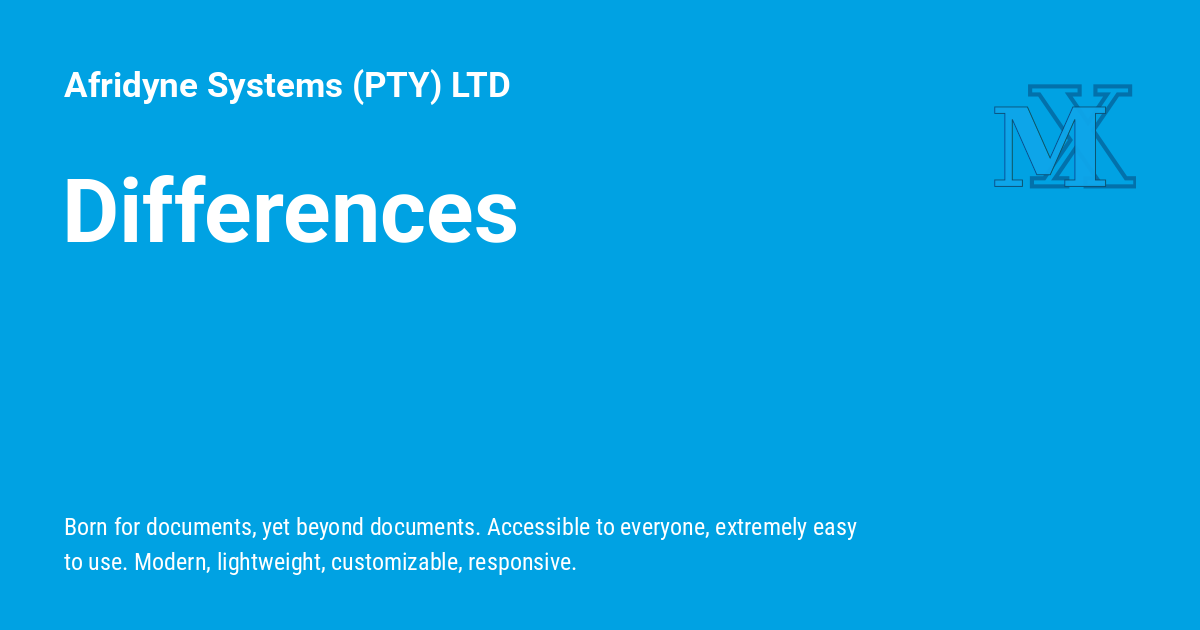 Afridyne Systems (PTY) LTD
MX
Differences
Born for documents, yet beyond documents. Accessible to everyone, extremely easy
to use. Modern, lightweight, customizable, responsive.